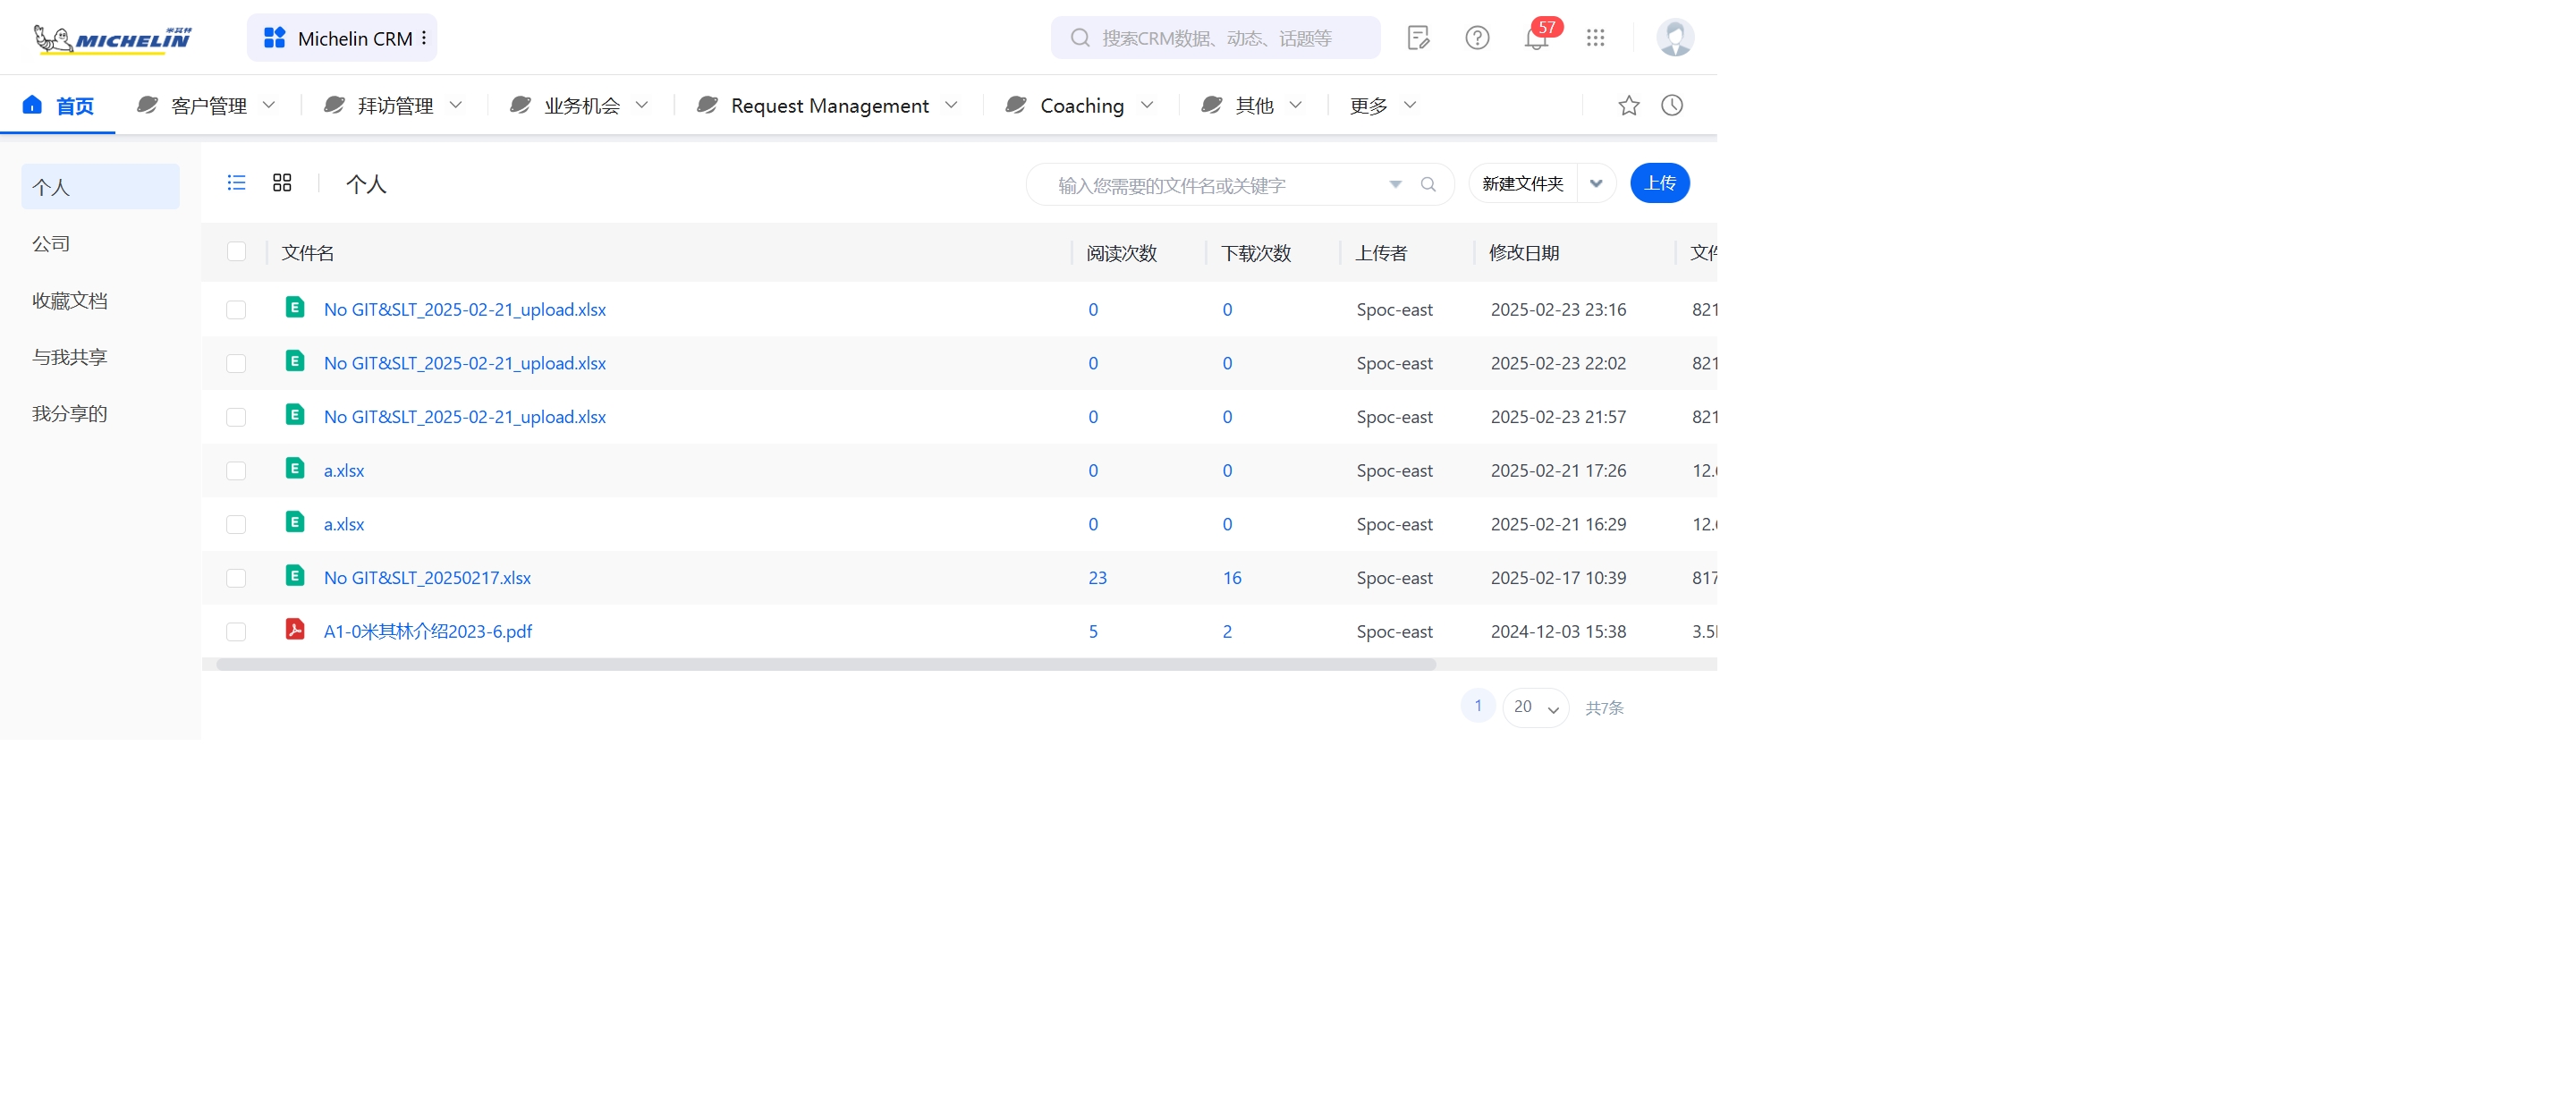 米其林 MICHELIN Michelin CRM 搜索CRM数据、动态、话题等 57
首页 客户管理 拜访管理 业务机会 Request Management Coaching 其他 更多
个人 个人 输入您需要的文件名或关键字 新建文件夹 上传
公司
收藏文档
与我共享
我分享的
文件名 阅读次数 下载次数 上传者 修改日期 文件
No GIT&SLT_2025-02-21_upload.xlsx 0 0 Spoc-east 2025-02-23 23:16 821
No GIT&SLT_2025-02-21_upload.xlsx 0 0 Spoc-east 2025-02-23 22:02 821
No GIT&SLT_2025-02-21_upload.xlsx 0 0 Spoc-east 2025-02-23 21:57 821
a.xlsx 0 0 Spoc-east 2025-02-21 17:26 12.
a.xlsx 0 0 Spoc-east 2025-02-21 16:29 12.
No GIT&SLT_20250217.xlsx 23 16 Spoc-east 2025-02-17 10:39 817
A1-0米其林介绍2023-6.pdf 5 2 Spoc-east 2024-12-03 15:38 3.5
1 20 共7条